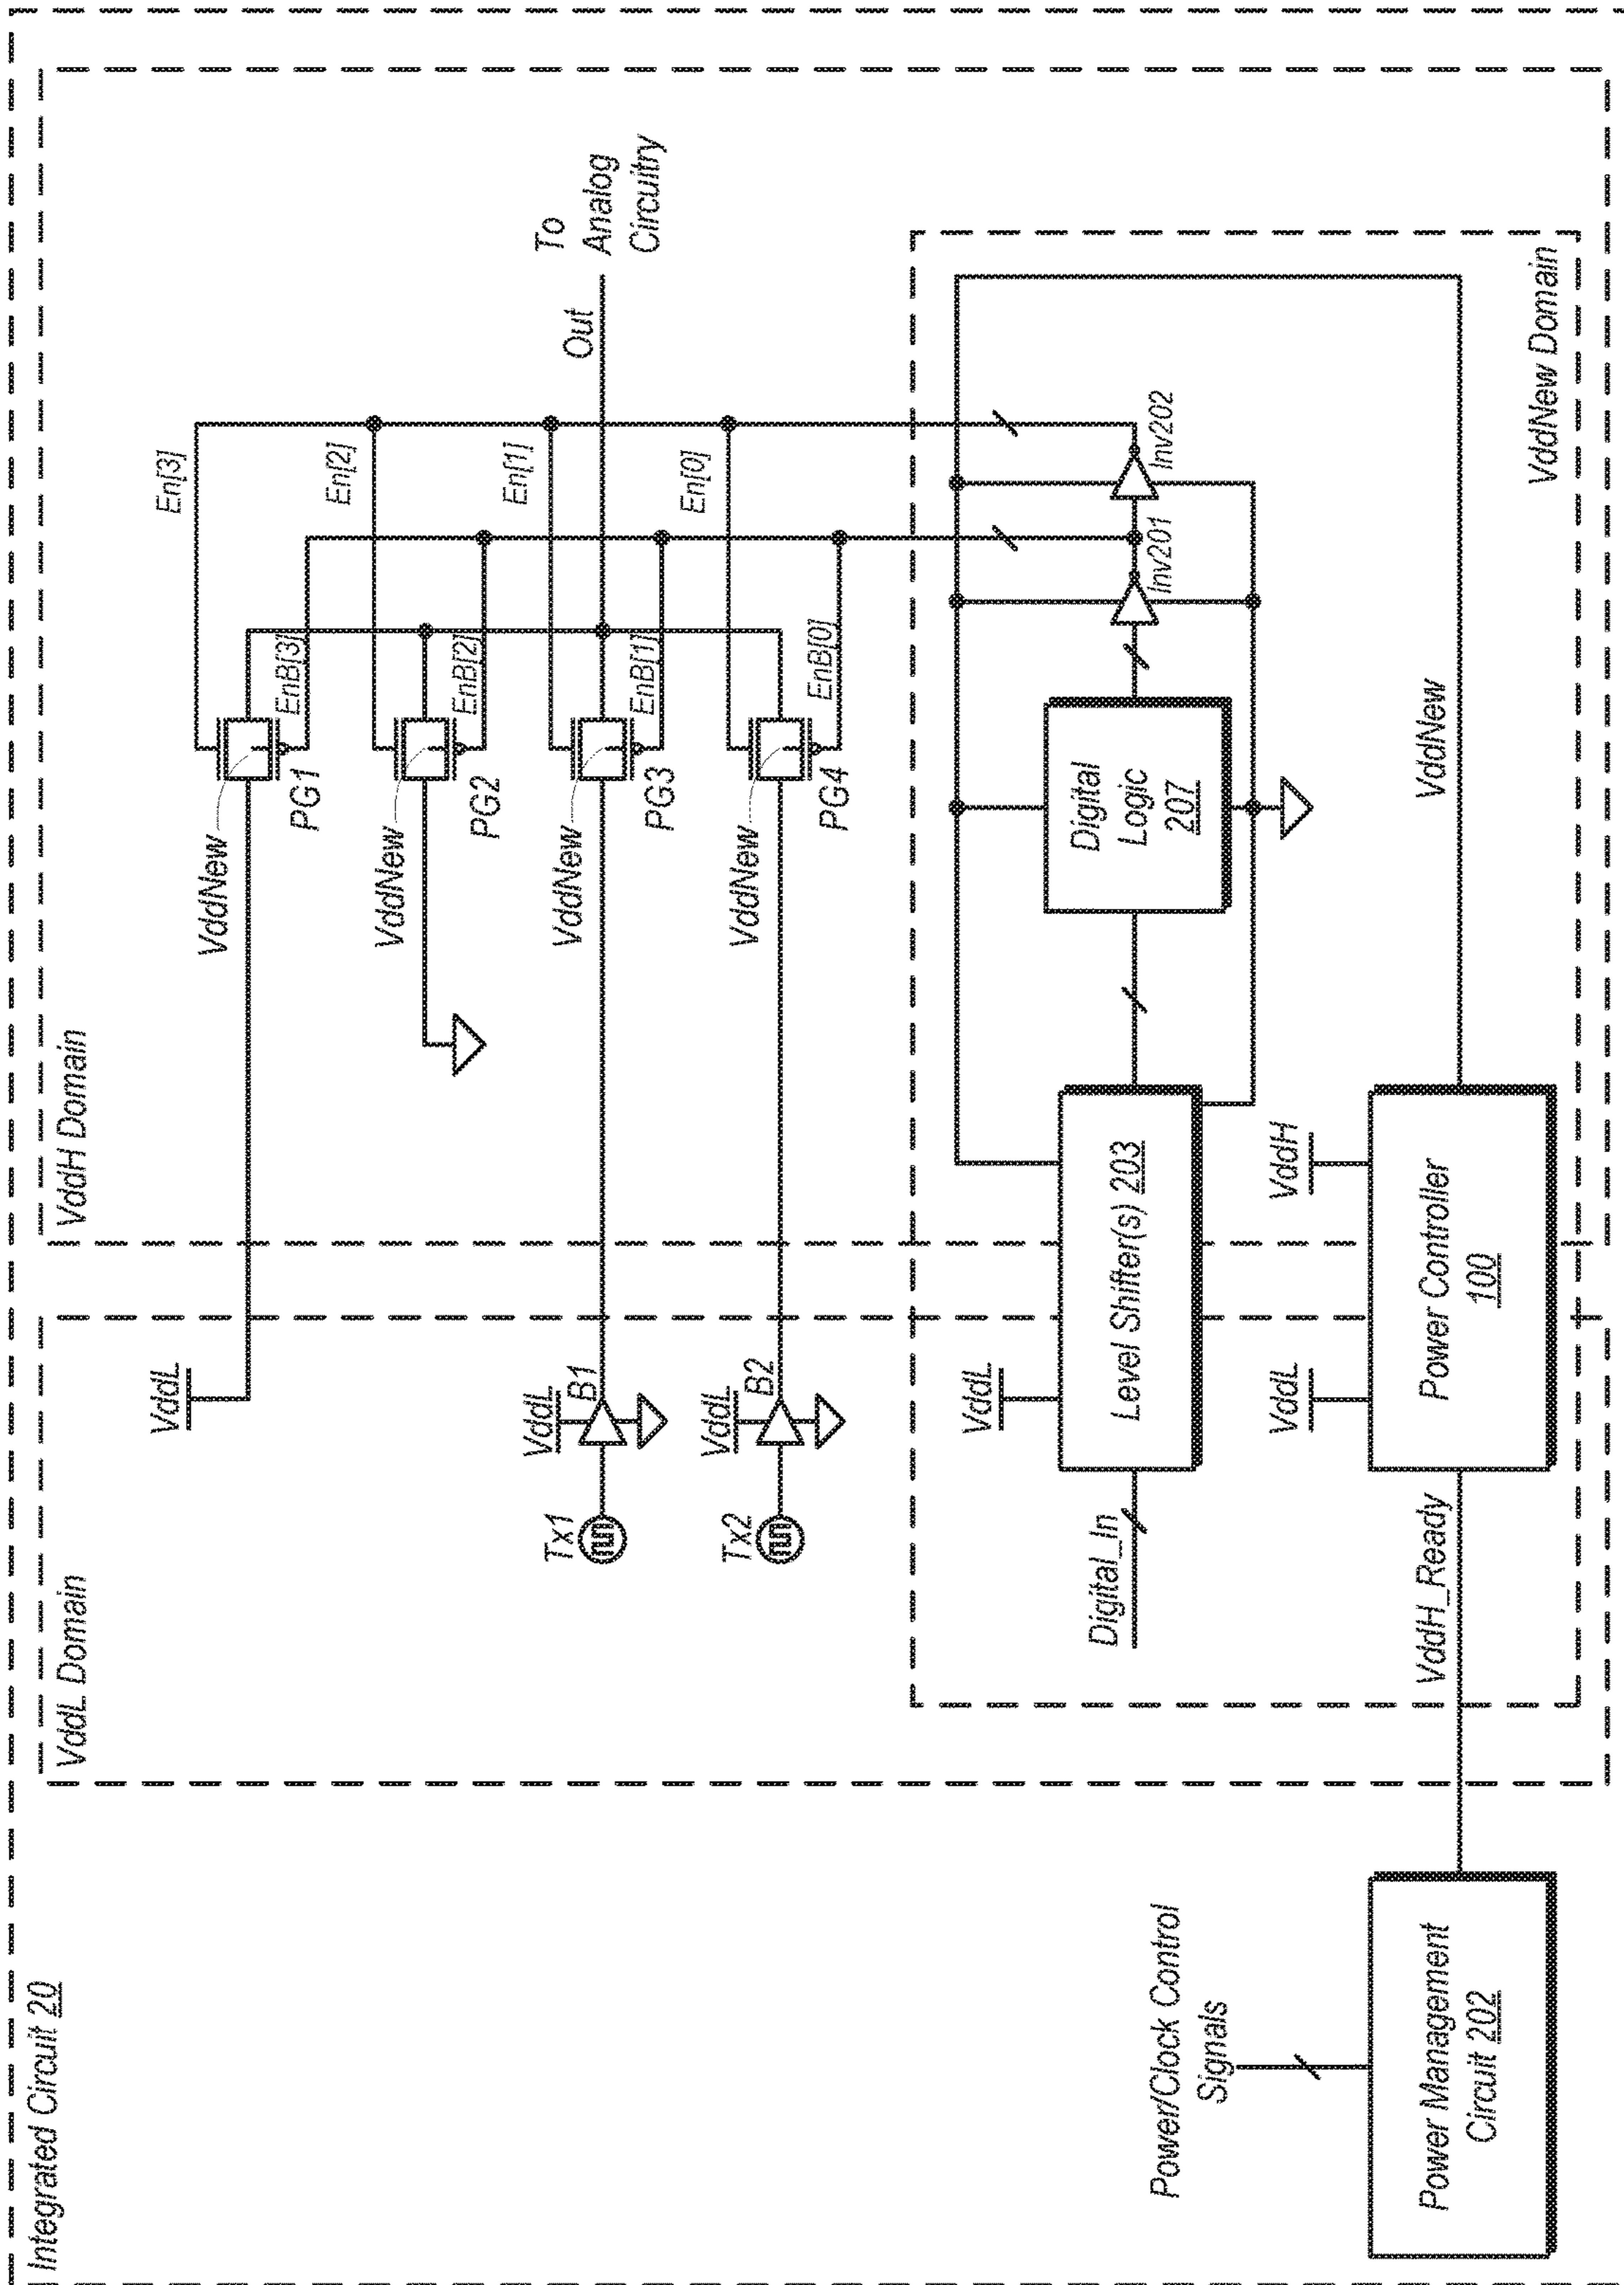 Integrated Circuit 20
VddL Domain
VddH Domain
VddL
VddNew
PG1
En[3]
EnB[3]
VddNew
PG2
En[2]
EnB[2]
Tx1
VddL
B1
VddNew
PG3
En[1]
EnB[1]
Out
To
Analog
Circuitry
Tx2
VddL
B2
VddNew
PG4
En[0]
EnB[0]
Digital_In
VddL
Level Shifter(s) 203
Digital
Logic
207
Inv201
Inv202
Power/Clock Control
Signals
Power Management
Circuit 202
VddH_Ready
VddL
VddH
Power Controller
100
VddNew
VddNew Domain